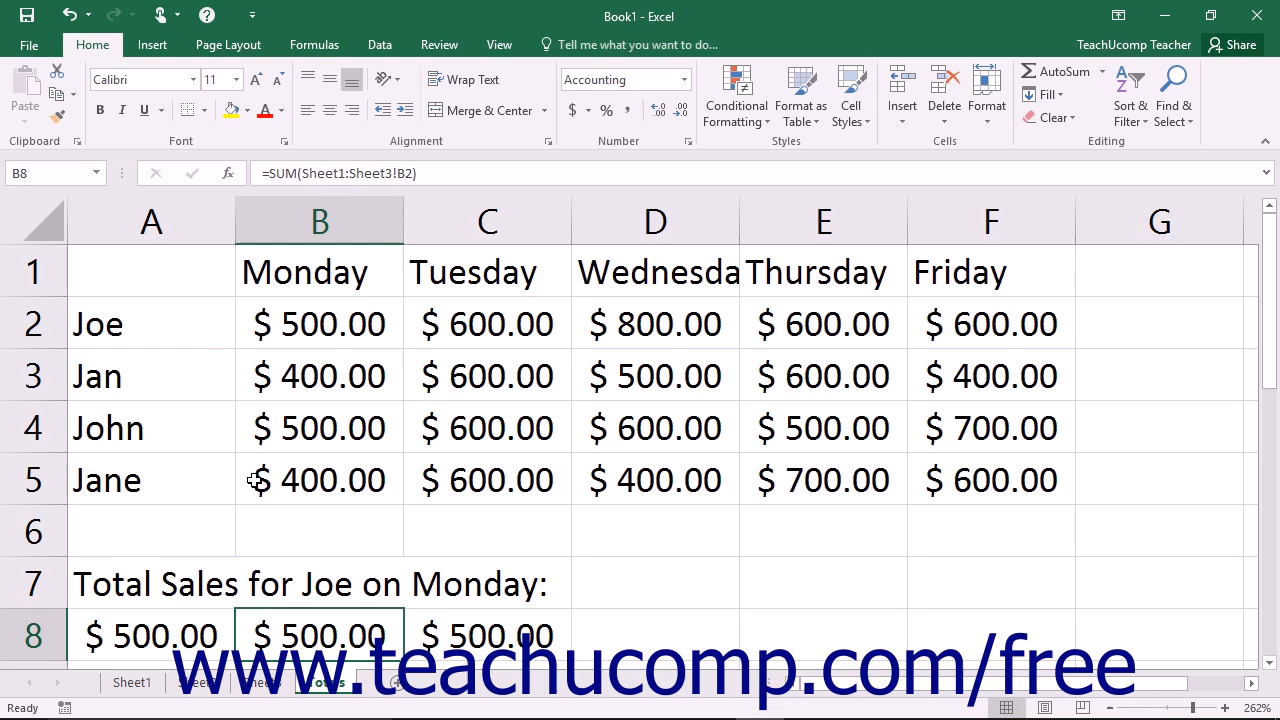 Book1 - Excel
File Home Insert Page Layout Formulas Data Review View Tell me what you want to do... TeachUcomp Teacher Share
Calibri 11 Wrap Text Accounting AutoSum
Paste B I U A Merge & Center $ % , Conditional Formatting Format as Table Cell Styles Insert Delete Format Fill Clear Sort & Filter Find & Select
Clipboard Font Alignment Number Styles Cells Editing
B8 fx =SUM(Sheet1:Sheet3!B2)
A B C D E F G
1 Monday Tuesday Wednesda Thursday Friday
2 Joe $ 500.00 $ 600.00 $ 800.00 $ 600.00 $ 600.00
3 Jan $ 400.00 $ 600.00 $ 500.00 $ 600.00 $ 400.00
4 John $ 500.00 $ 600.00 $ 600.00 $ 500.00 $ 700.00
5 Jane $ 400.00 $ 600.00 $ 400.00 $ 700.00 $ 600.00
6
7 Total Sales for Joe on Monday:
8 $ 500.00 $ 500.00 $ 500.00
www.teachucomp.com/free
Sheet1
Ready 262%